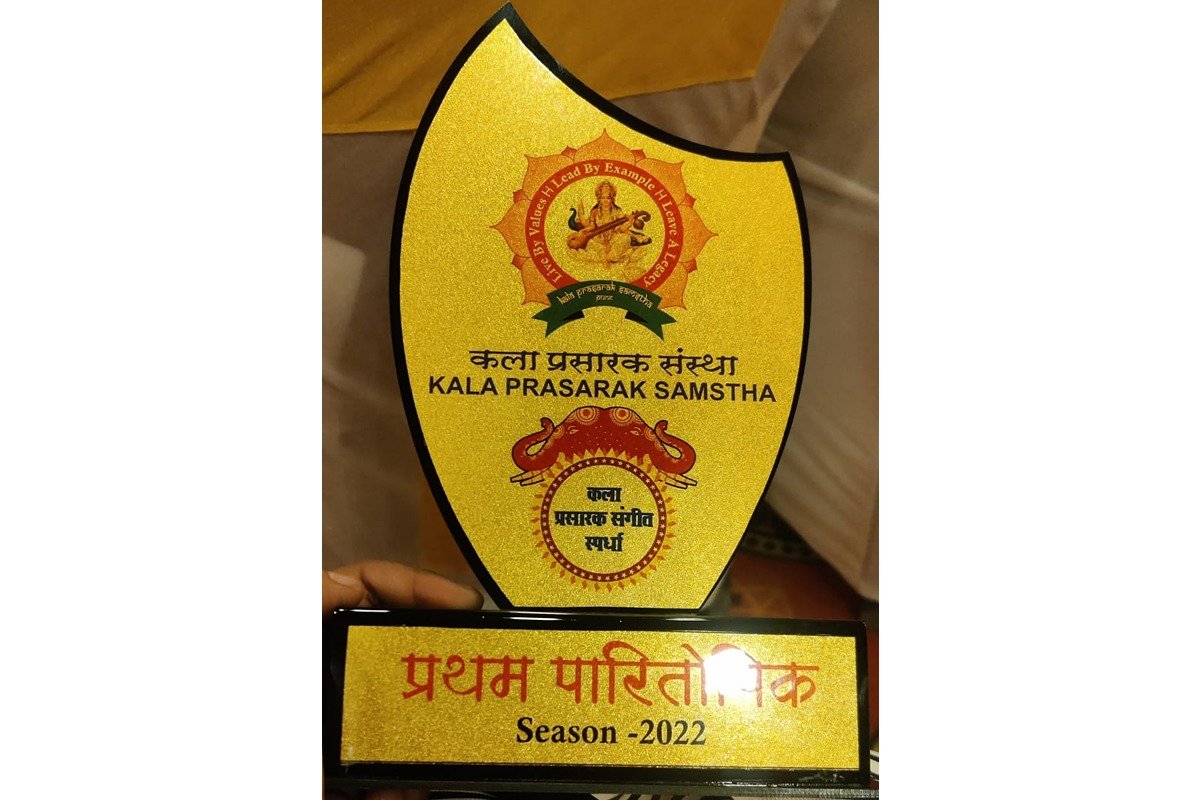 Live By Values H Lead By Example H Leave A Legacy
kala prasarak samstha
pune
कला प्रसारक संस्था
KALA PRASARAK SAMSTHA
कला
प्रसारक संगीत
स्पर्धा
प्रथम पारितोषिक
Season -2022